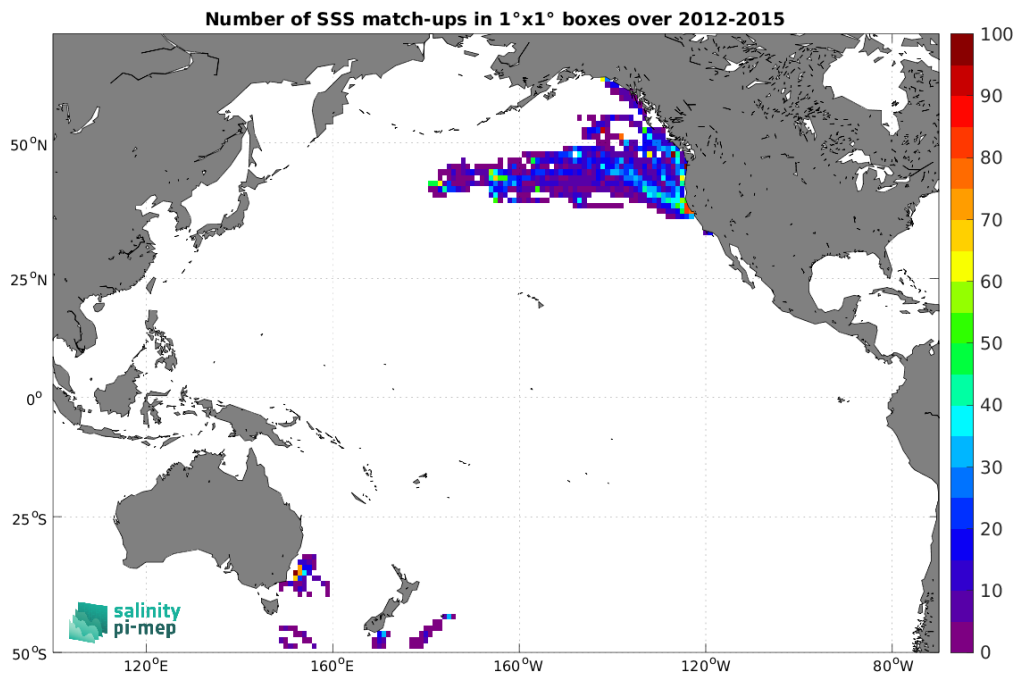 Number of SSS match-ups in 1°x1° boxes over 2012-2015
100
90
80
70
60
50
40
30
20
10
0
50°N
25°N
0°
25°S
50°S
120°E
160°E
160°W
120°W
80°W
salinity
pi-mep